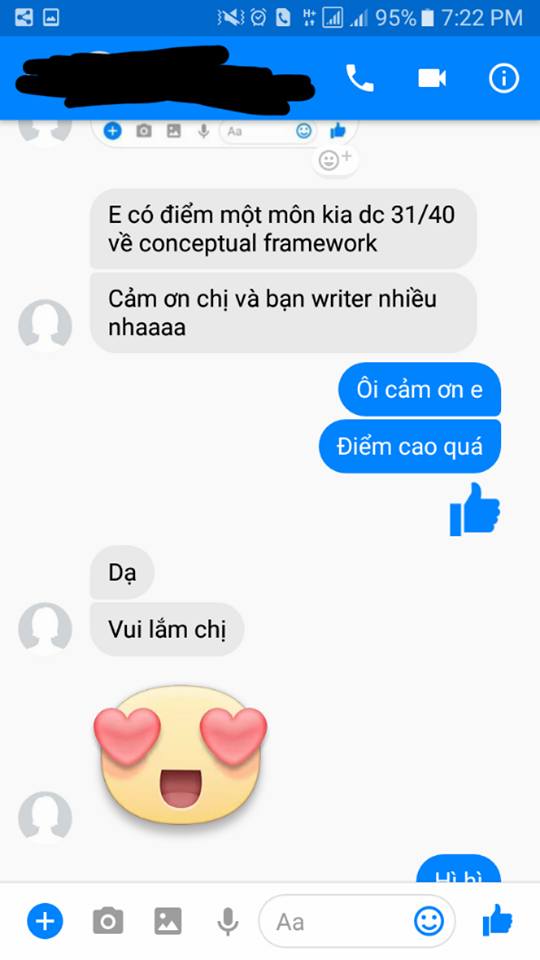 H+
95%
7:22 PM
Aa
E có điểm một môn kia dc 31/40
về conceptual framework
Cảm ơn chị và bạn writer nhiều
nhaaaa
Ôi cảm ơn e
Điểm cao quá
Dạ
Vui lắm chị
Hì hì
Aa